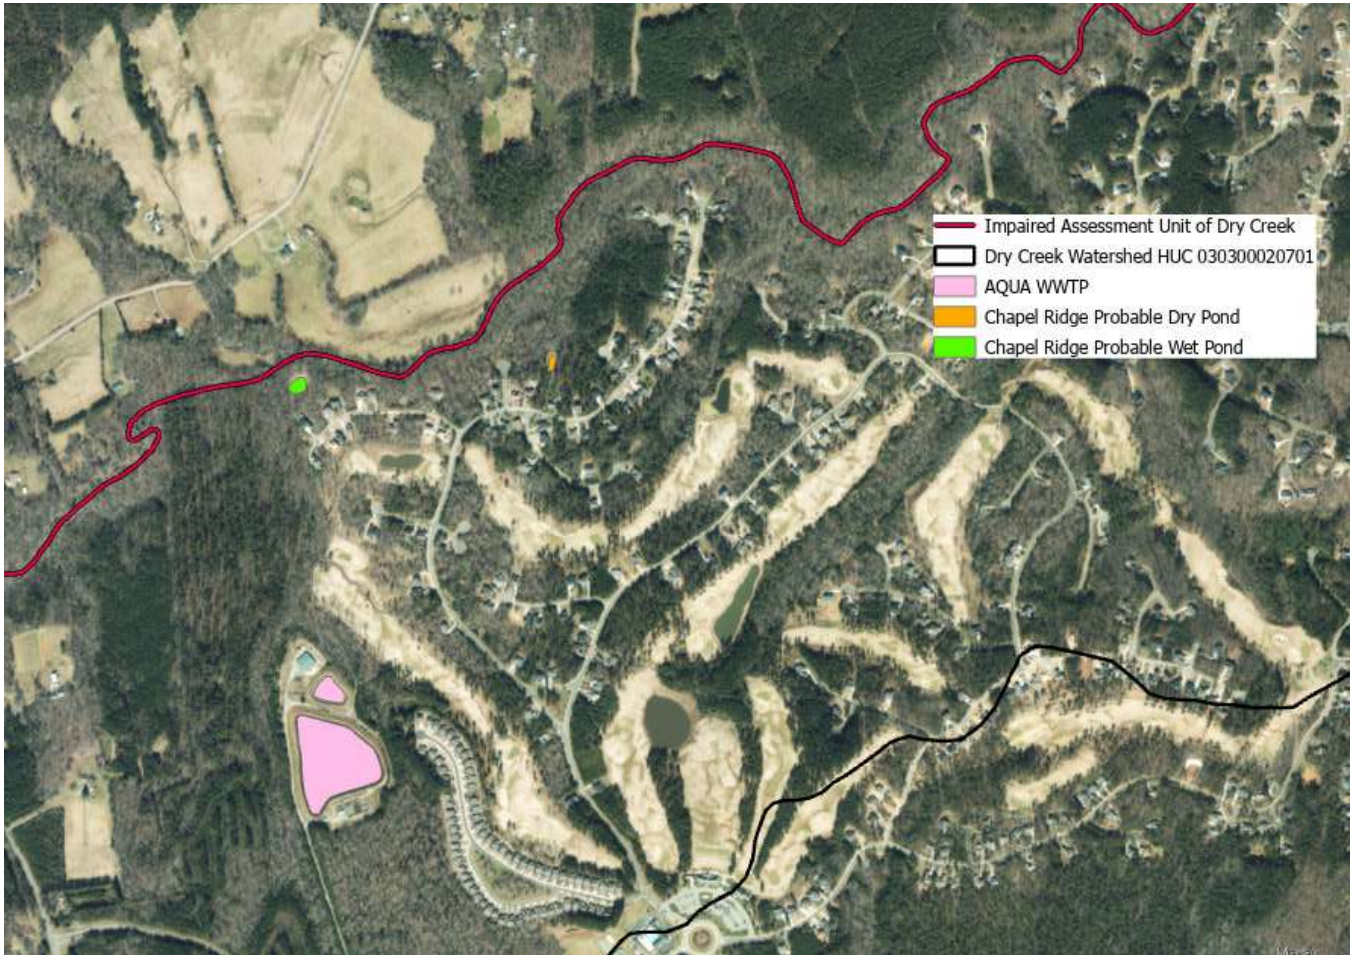 Impaired Assessment Unit of Dry Creek
Dry Creek Watershed HUC 030300020701
AQUA WWTP
Chapel Ridge Probable Dry Pond
Chapel Ridge Probable Wet Pond